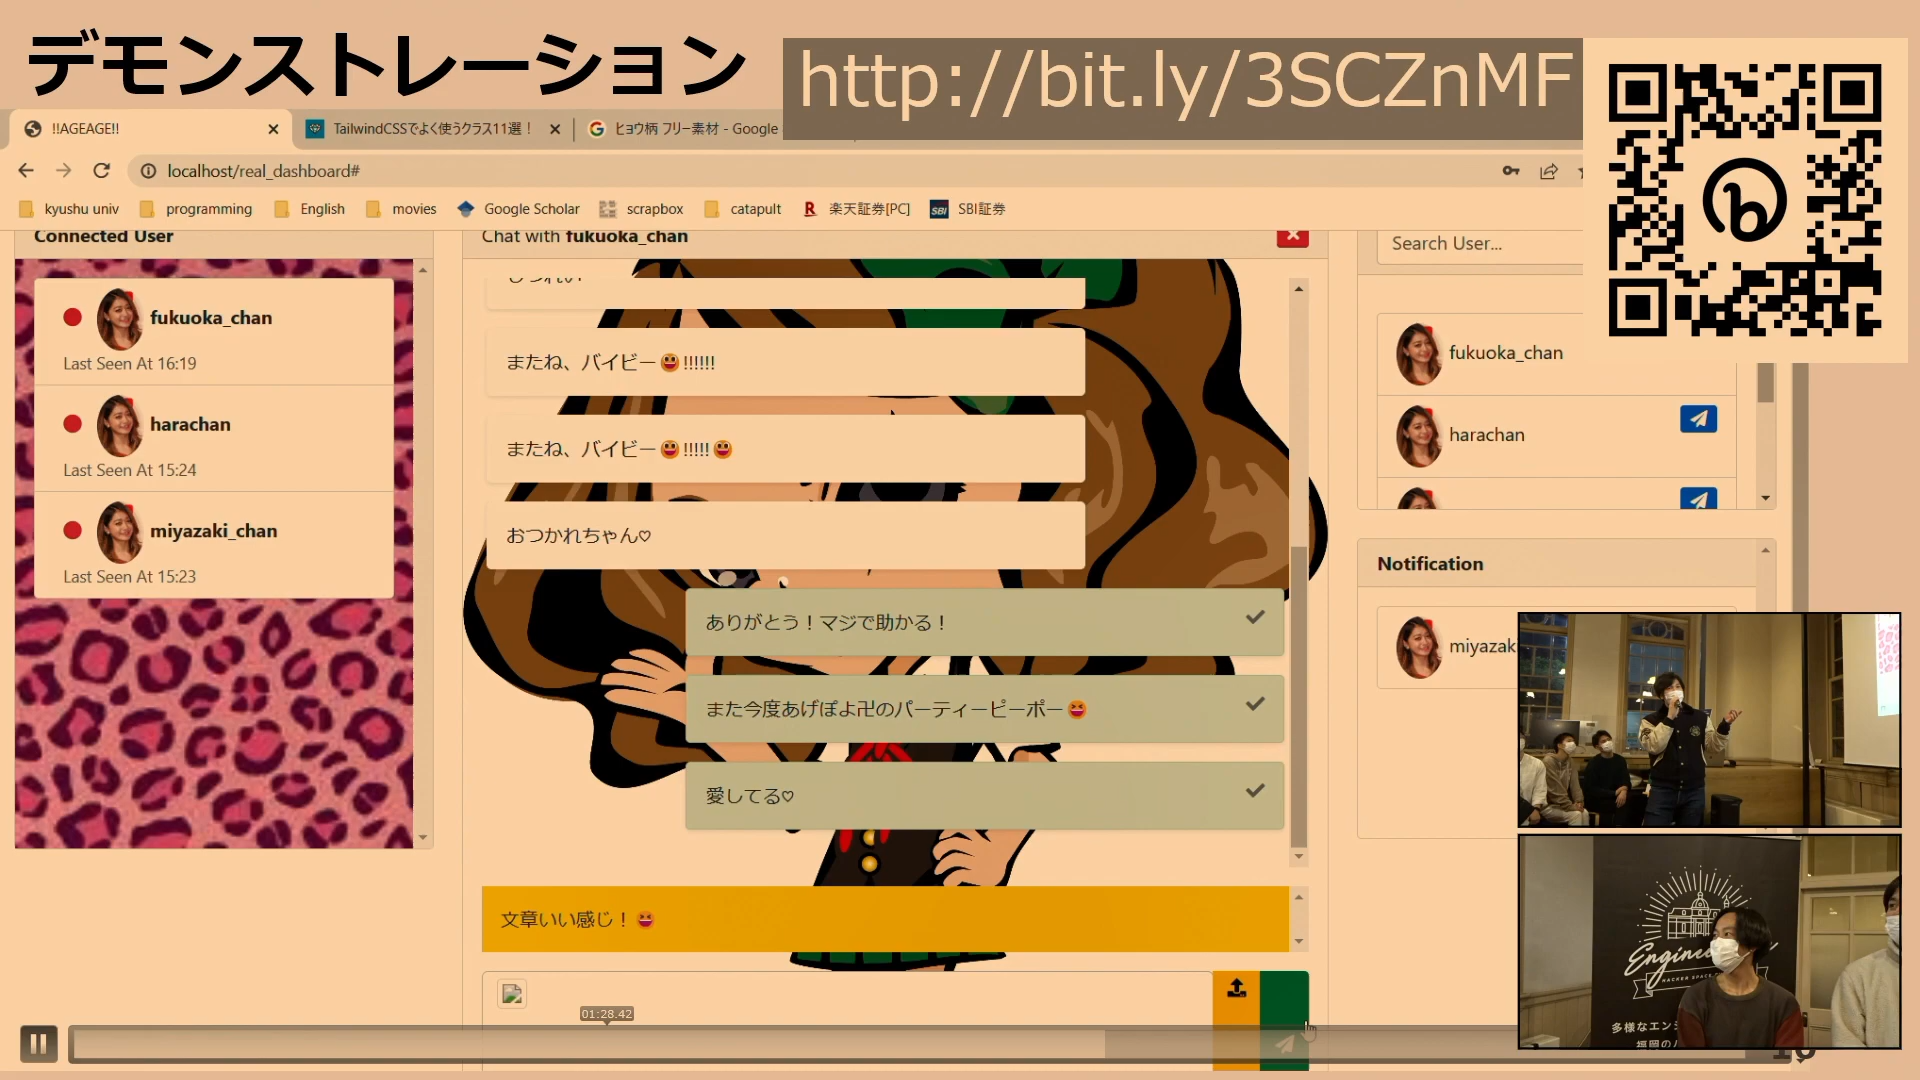 デモンストレーション
http://bit.ly/3SCZnMF
!!AGEAGE!!
TailwindCSSでよく使うクラス11選!
ヒョウ柄 フリー素材 - Google
localhost/real_dashboard#
kyushu univ
programming
English
movies
Google Scholar
scrapbox
catapult
楽天証券[PC]
SBI証券
Connected User
fukuoka_chan
Last Seen At 16:19
harachan
Last Seen At 15:24
miyazaki_chan
Last Seen At 15:23
Chat with fukuoka_chan
またね、バイビー😃!!!!!!
またね、バイビー😃!!!!!😃
おつかれちゃん♡
ありがとう!マジで助かる!
また今度あげぽよ卍のパーティーピーポー😆
愛してる♡
文章いい感じ!😆
01:28.42
Search User...
fukuoka_chan
harachan
Notification
miyazak
HACKER SPACE
多様なエン